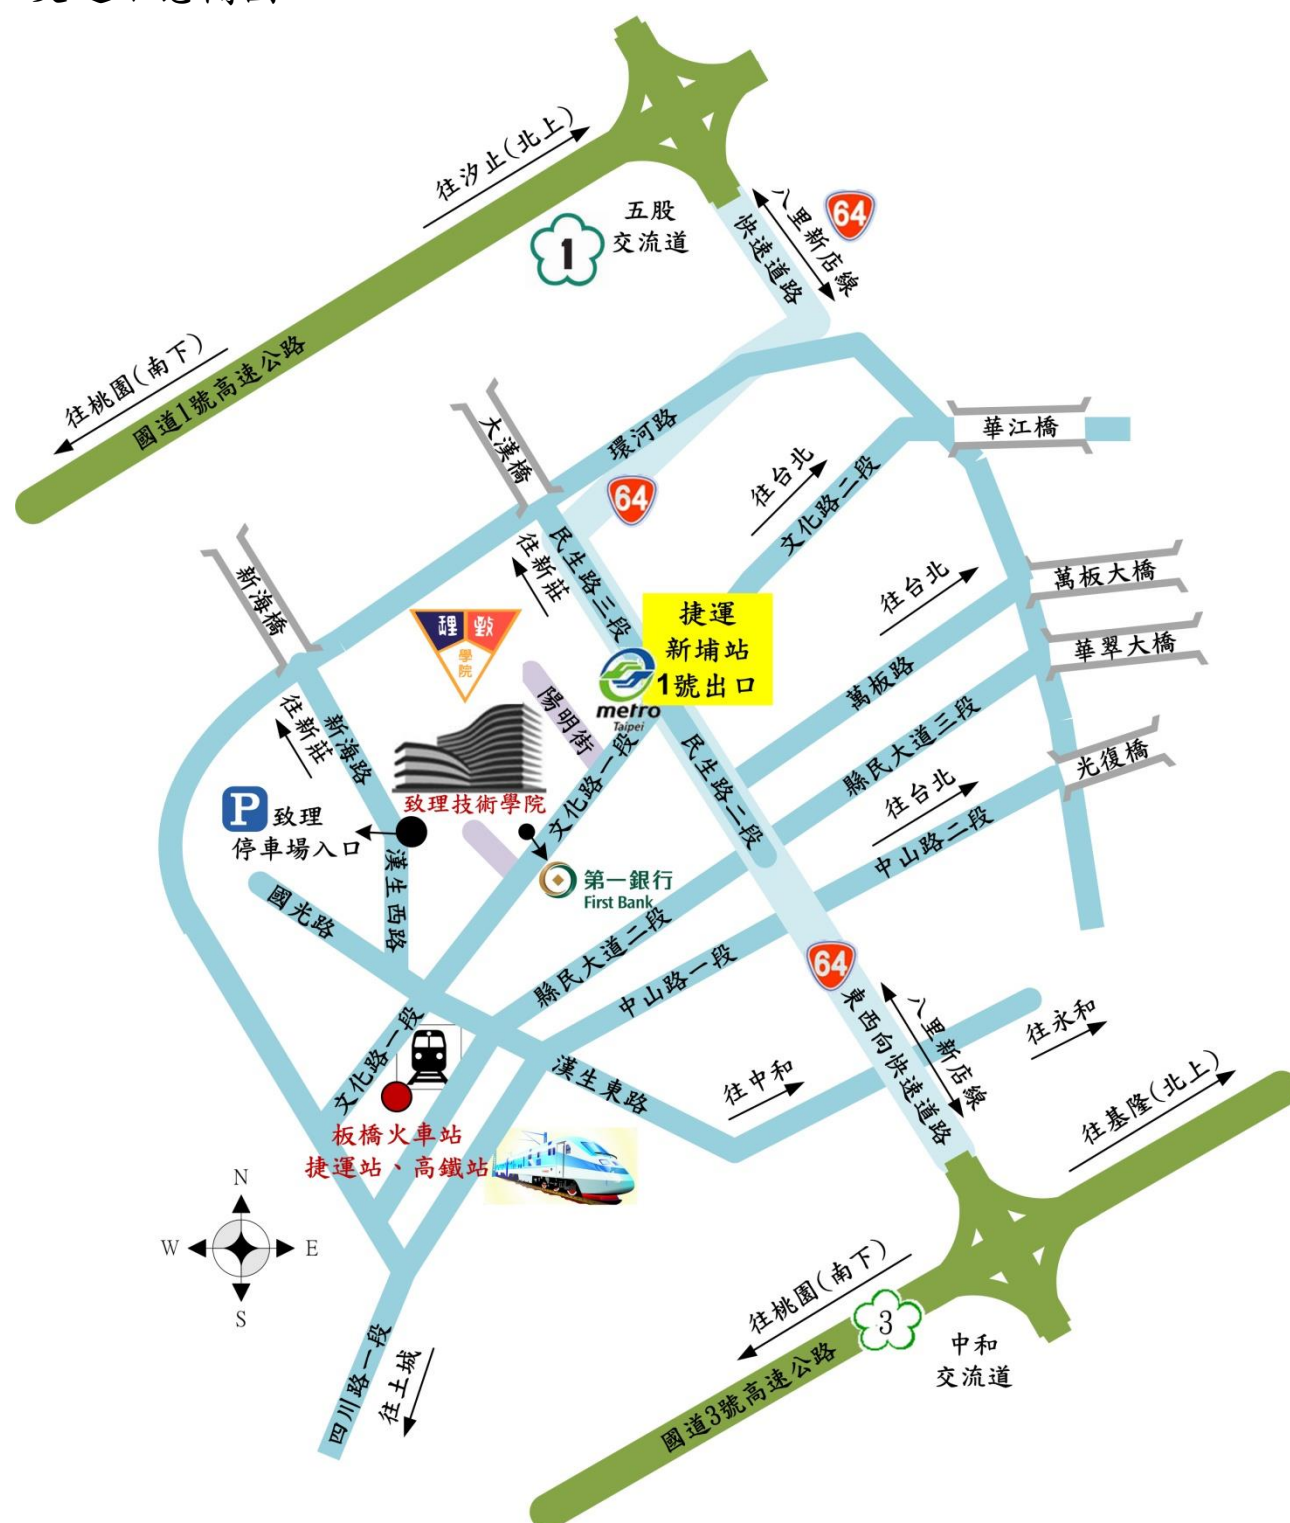 往汐止(北上)
五股
交流道
1
64
八里新店線
快速道路
往桃園(南下)
國道1號高速公路
大漢橋
環河路
華江橋
往台北
文化路二段
64
新海橋
往新莊
民生路三段
萬板大橋
往台北
捷運
新埔站
1號出口
華翠大橋
理致
學院
metro
Taipei
陽明街
萬板路
往新莊
新海路
縣民大道三段
民生路二段
光復橋
文化路一段
往台北
中山路二段
致理技術學院
P
致理
停車場入口
漢生西路
第一銀行
First Bank
國光路
縣民大道二段
中山路一段
64
東西向快速道路
八里新店線
往永和
文化路一段
漢生東路
往中和
往基隆(北上)
板橋火車站
捷運站、高鐵站
N
W
E
S
往桃園(南下)
3
中和
交流道
國道3號高速公路
四川路一段
往土城